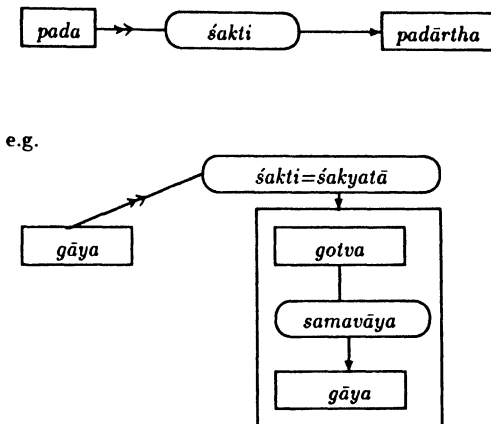 pada śakti padārtha
e.g.
śakti=śakyatā
gāya gotva
samavāya
gāya